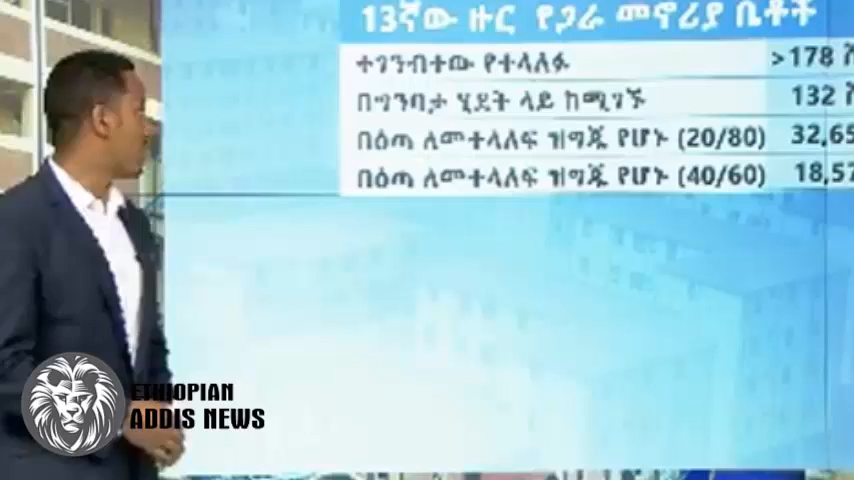 13ኛው ዙር የጋራ መኖሪያ ቤቶች
ተገንብተው የተላለፉ >178
በግንባታ ሂደት ላይ ከሚገኙ 132
በዕጣ ለመተላለፍ ዝግጁ የሆኑ (20/80) 32,65
በዕጣ ለመተላለፍ ዝግጁ የሆኑ (40/60) 18,57
ETHIOPIAN
ADDIS NEWS